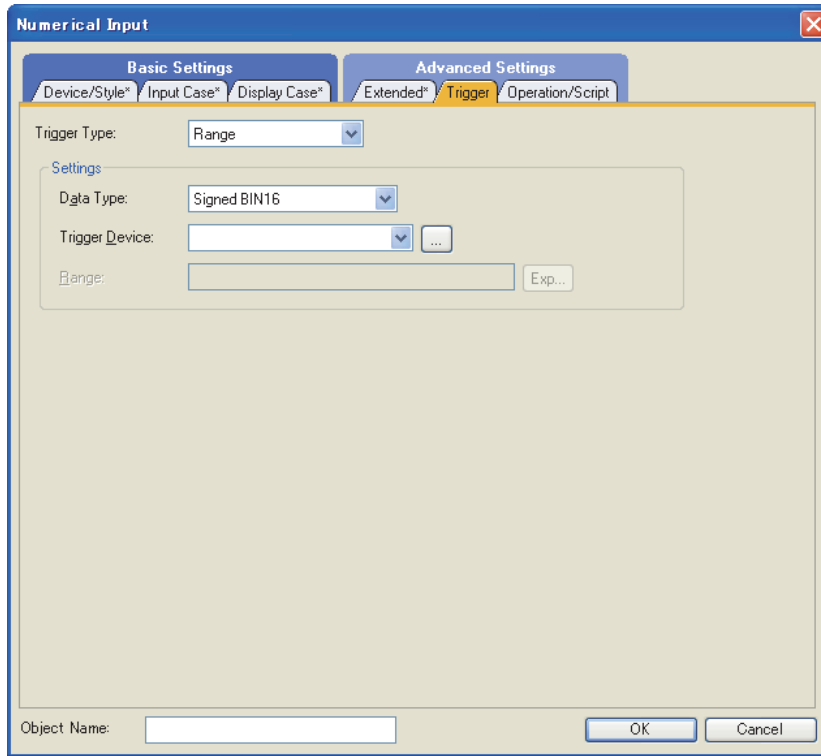 Numerical Input
Basic Settings Advanced Settings
Device/Style* Input Case* Display Case* Extended* Trigger Operation/Script
Trigger Type: Range
Settings
Data Type: Signed BIN16
Trigger Device: ...
Range: Exp...
Object Name: OK Cancel